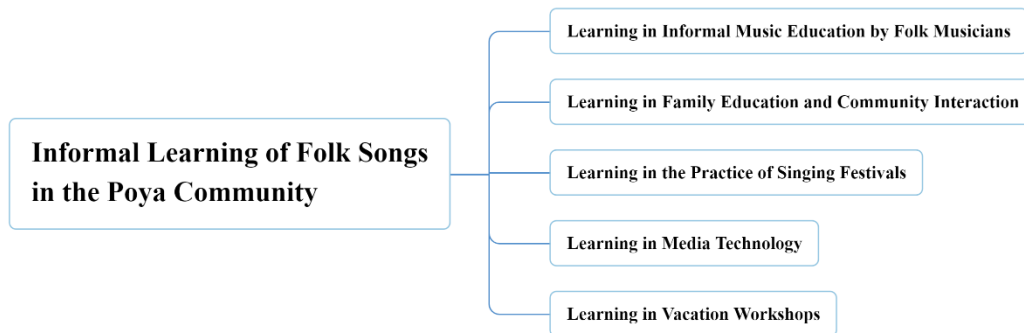 Informal Learning of Folk Songs
in the Poya Community
Learning in Informal Music Education by Folk Musicians
Learning in Family Education and Community Interaction
Learning in the Practice of Singing Festivals
Learning in Media Technology
Learning in Vacation Workshops